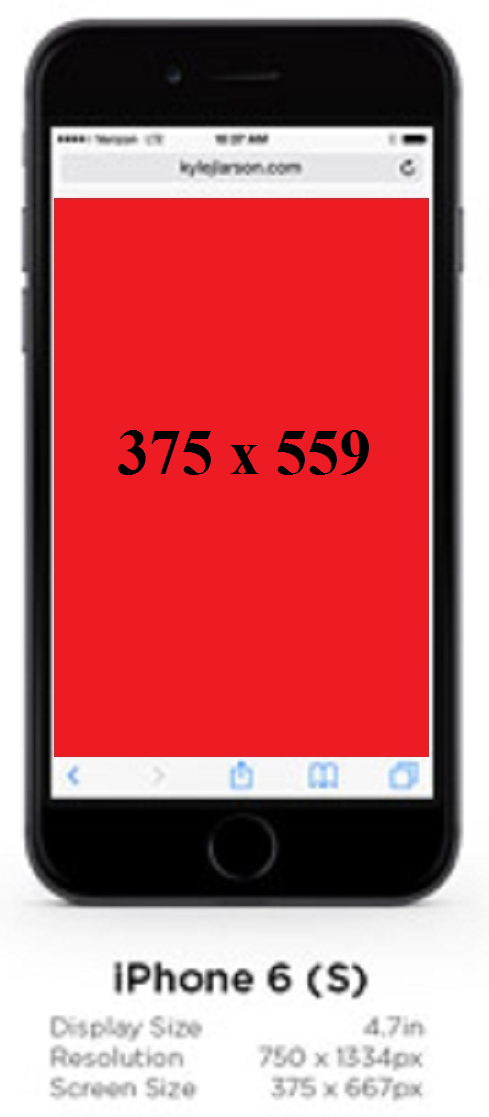 Verizon LTE 10:37 AM
kylejlarson.com
375 x 559
iPhone 6 (S)
Display Size 4.7in
Resolution 750 x 1334px
Screen Size 375 x 667px